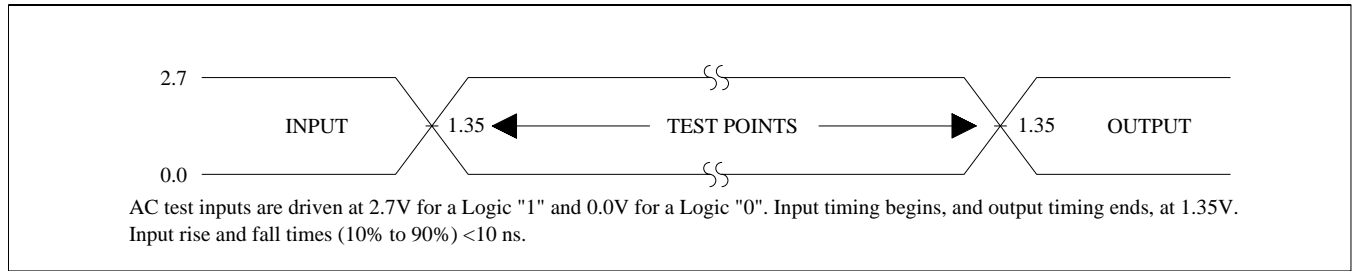 2.7
INPUT 1.35 TEST POINTS 1.35 OUTPUT
0.0
AC test inputs are driven at 2.7V for a Logic "1" and 0.0V for a Logic "0". Input timing begins, and output timing ends, at 1.35V.
Input rise and fall times (10% to 90%) <10 ns.